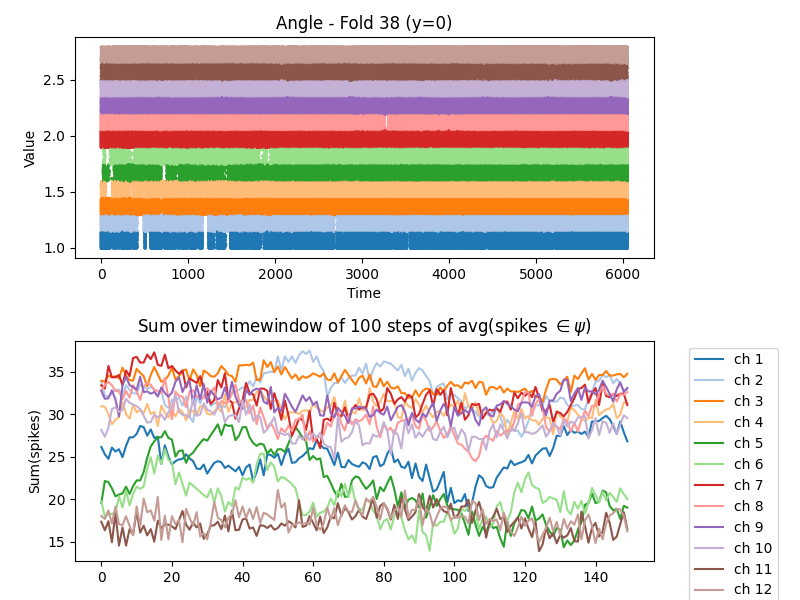 Angle - Fold 38 (y=0)
Value
2.5
2.0
1.5
1.0
0 1000 2000 3000 4000 5000 6000
Time
Sum over timewindow of 100 steps of avg(spikes ∈ ψ)
Sum(spikes)
35
30
25
20
15
0 20 40 60 80 100 120 140
ch 1
ch 2
ch 3
ch 4
ch 5
ch 6
ch 7
ch 8
ch 9
ch 10
ch 11
ch 12